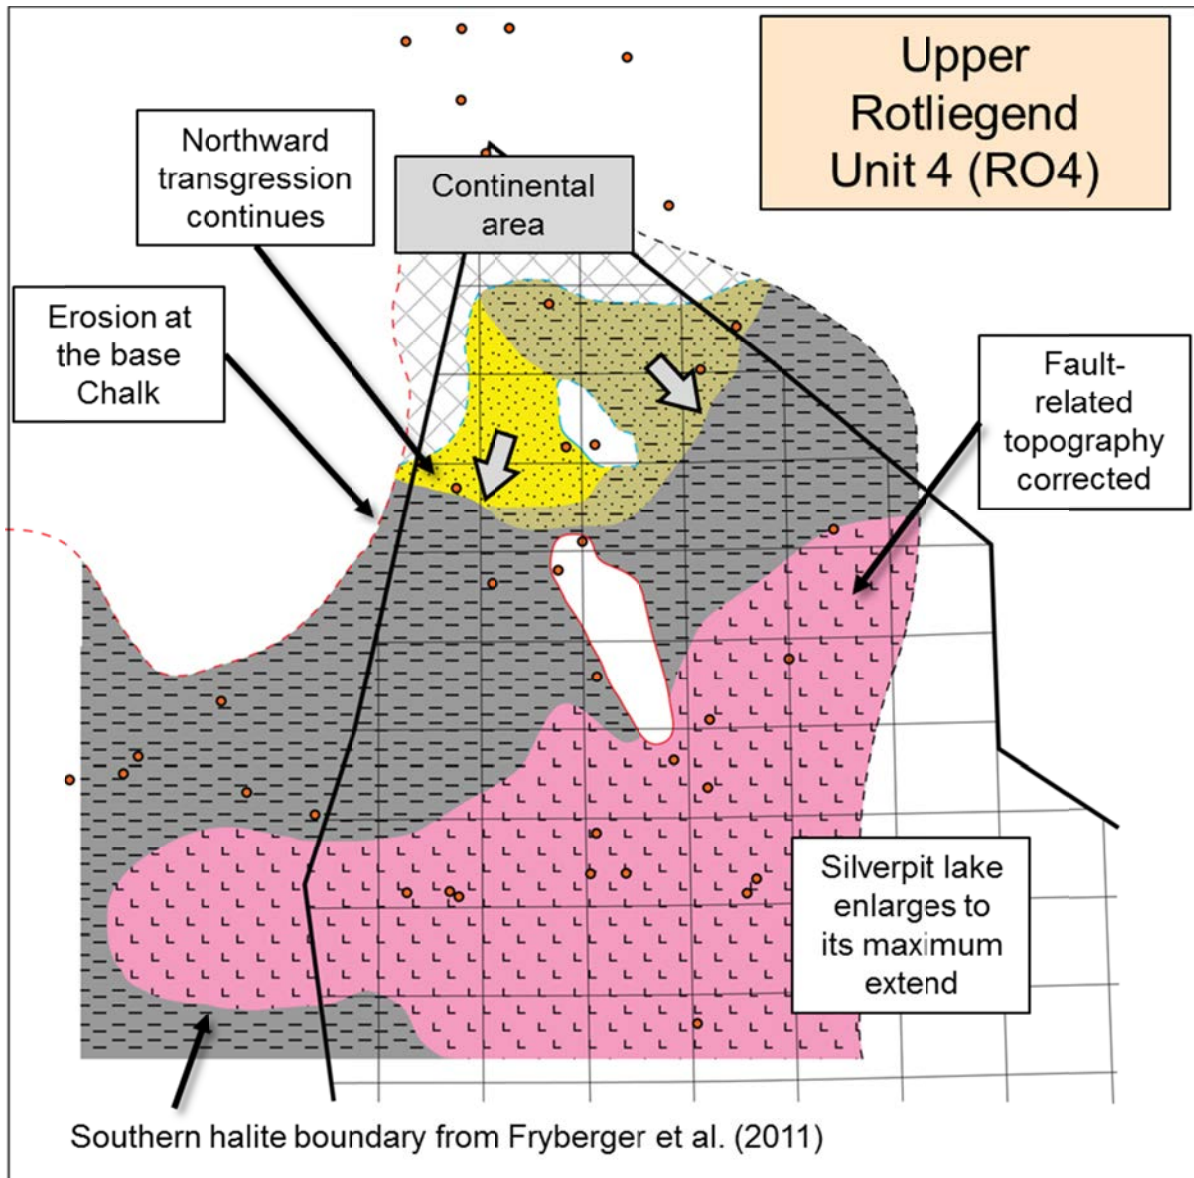 Upper
Rotliegend
Unit 4 (RO4)
Northward
transgression
continues
Continental
area
Erosion at
the base
Chalk
Fault-
related
topography
corrected
Silverpit lake
enlarges to
its maximum
extend
Southern halite boundary from Fryberger et al. (2011)